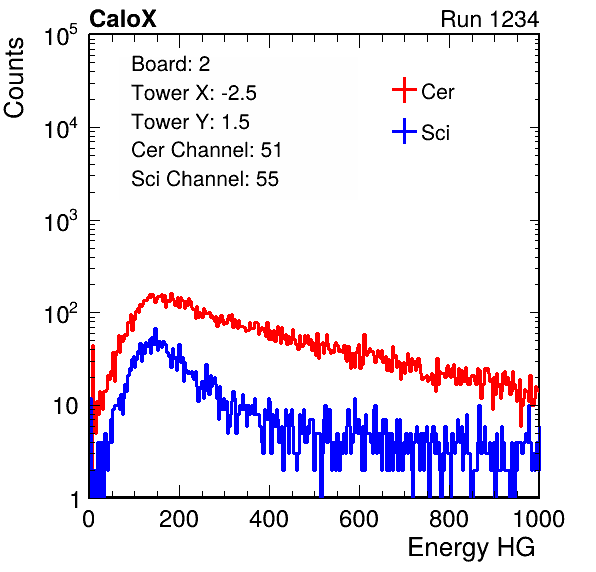 CaloX Run 1234
Counts
Board: 2
Tower X: -2.5
Tower Y: 1.5
Cer Channel: 51
Sci Channel: 55
Cer
Sci
10^5
10^4
10^3
10^2
10
1
0 200 400 600 800 1000
Energy HG